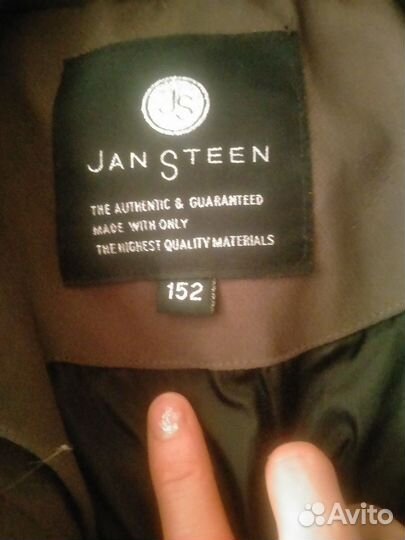 JS
JAN STEEN
THE AUTHENTIC & GUARANTEED
MADE WITH ONLY
THE HIGHEST QUALITY MATERIALS
152
Avito